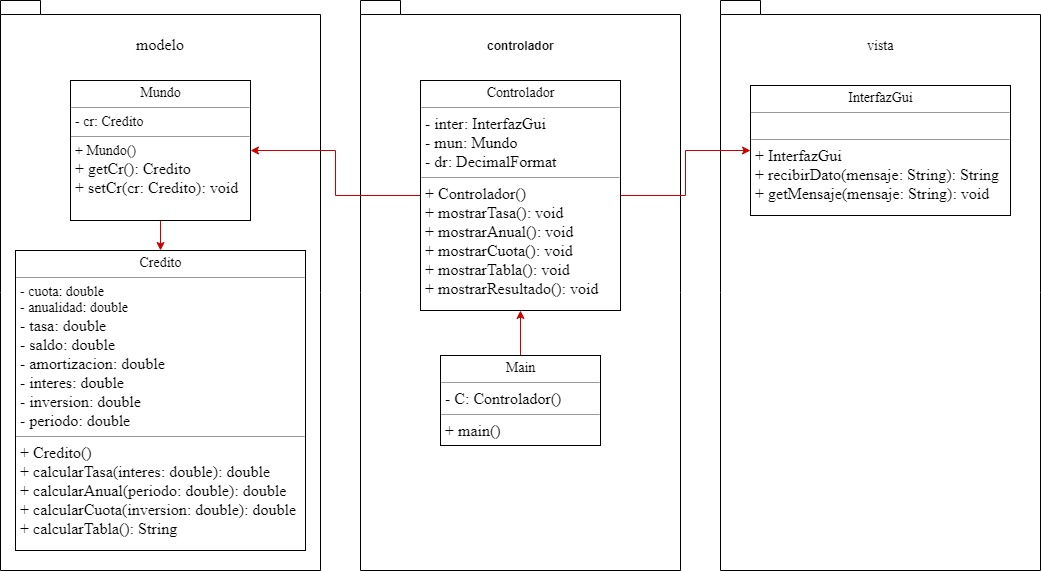 modelo
Mundo
- cr: Credito
+ Mundo()
+ getCr(): Credito
+ setCr(cr: Credito): void
Credito
- cuota: double
- anualidad: double
- tasa: double
- saldo: double
- amortizacion: double
- interes: double
- inversion: double
- periodo: double
+ Credito()
+ calcularTasa(interes: double): double
+ calcularAnual(periodo: double): double
+ calcularCuota(inversion: double): double
+ calcularTabla(): String
controlador
Controlador
- inter: InterfazGui
- mun: Mundo
- dr: DecimalFormat
+ Controlador()
+ mostrarTasa(): void
+ mostrarAnual(): void
+ mostrarCuota(): void
+ mostrarTabla(): void
+ mostrarResultado(): void
Main
- C: Controlador()
+ main()
vista
InterfazGui
+ InterfazGui
+ recibirDato(mensaje: String): String
+ getMensaje(mensaje: String): void